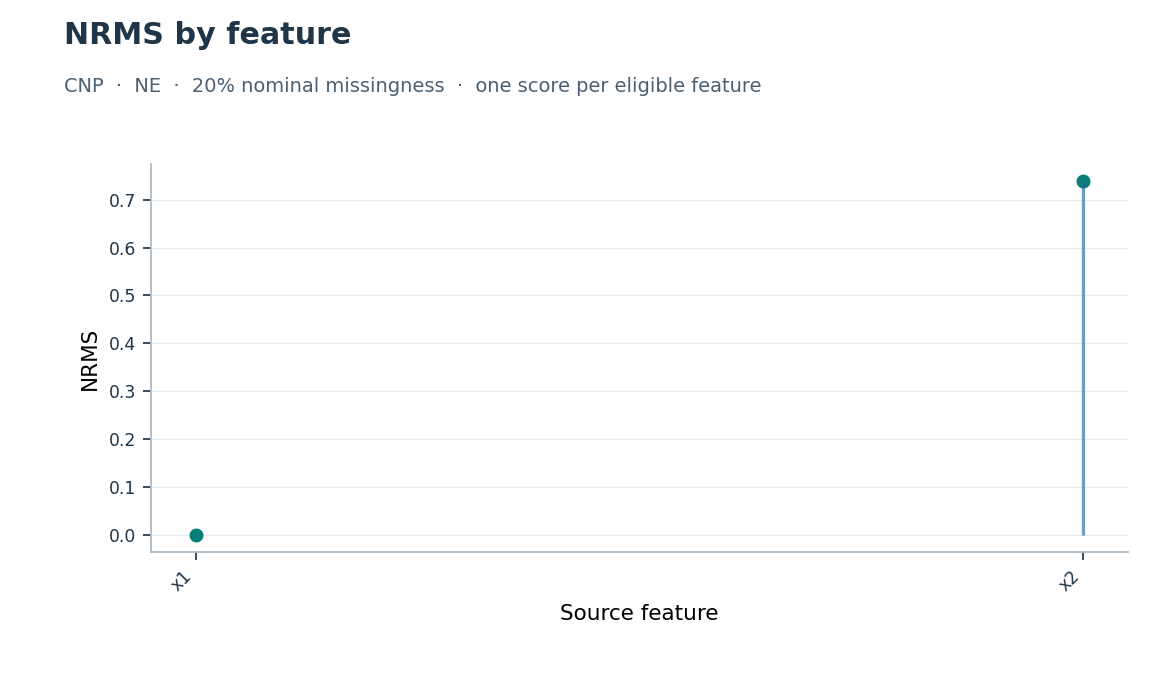 NRMS by feature
CNP · NE · 20% nominal missingness · one score per eligible feature
0.7
0.6
0.5
0.4
0.3
0.2
0.1
0.0
NRMS
x1
x2
Source feature